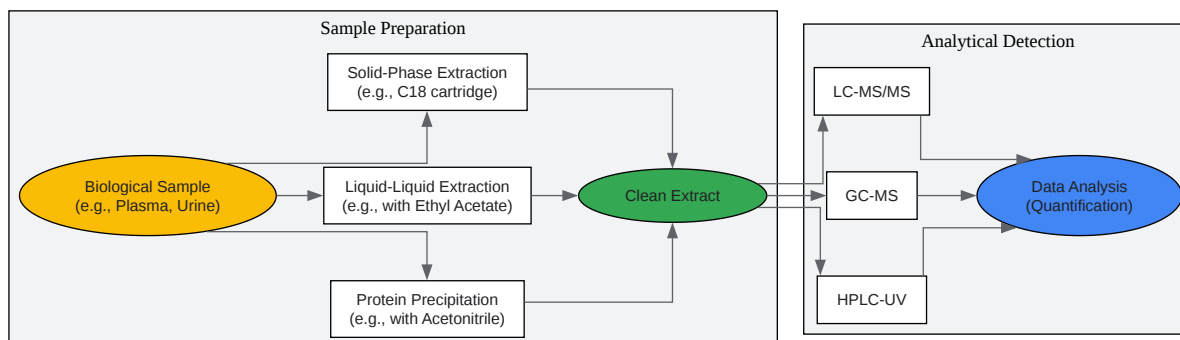 Sample Preparation
Solid-Phase Extraction
(e.g., C18 cartridge)
Biological Sample
(e.g., Plasma, Urine)
Liquid-Liquid Extraction
(e.g., with Ethyl Acetate)
Protein Precipitation
(e.g., with Acetonitrile)
Clean Extract
Analytical Detection
LC-MS/MS
GC-MS
HPLC-UV
Data Analysis
(Quantification)